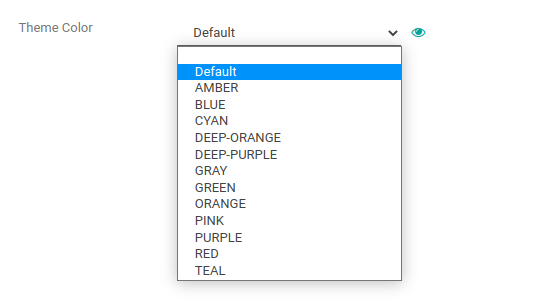 Theme Color
Default
Default
AMBER
BLUE
CYAN
DEEP-ORANGE
DEEP-PURPLE
GRAY
GREEN
ORANGE
PINK
PURPLE
RED
TEAL